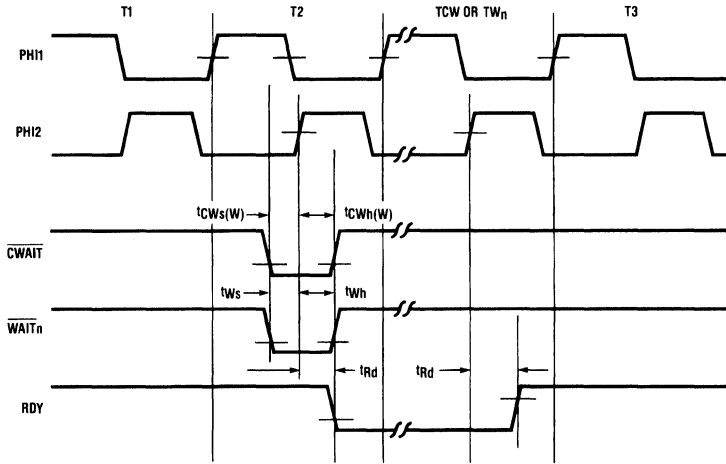 T1 T2 TCW OR TWn T3
PHI1
PHI2
tCWs(W) tCWh(W)
CWAIT
tWs tWh
WAITn
tRd tRd
RDY